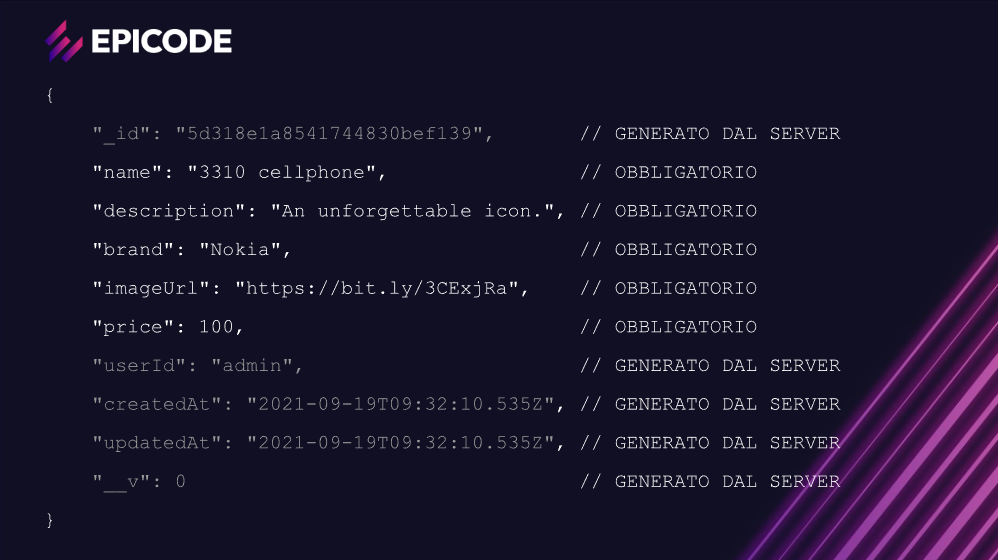 EPICODE
{
"_id": "5d318e1a8541744830bef139", // GENERATO DAL SERVER
"name": "3310 cellphone", // OBBLIGATORIO
"description": "An unforgettable icon.", // OBBLIGATORIO
"brand": "Nokia", // OBBLIGATORIO
"imageUrl": "https://bit.ly/3CExjRa", // OBBLIGATORIO
"price": 100, // OBBLIGATORIO
"userId": "admin", // GENERATO DAL SERVER
"createdAt": "2021-09-19T09:32:10.535Z", // GENERATO DAL SERVER
"updatedAt": "2021-09-19T09:32:10.535Z", // GENERATO DAL SERVER
"__v": 0 // GENERATO DAL SERVER
}